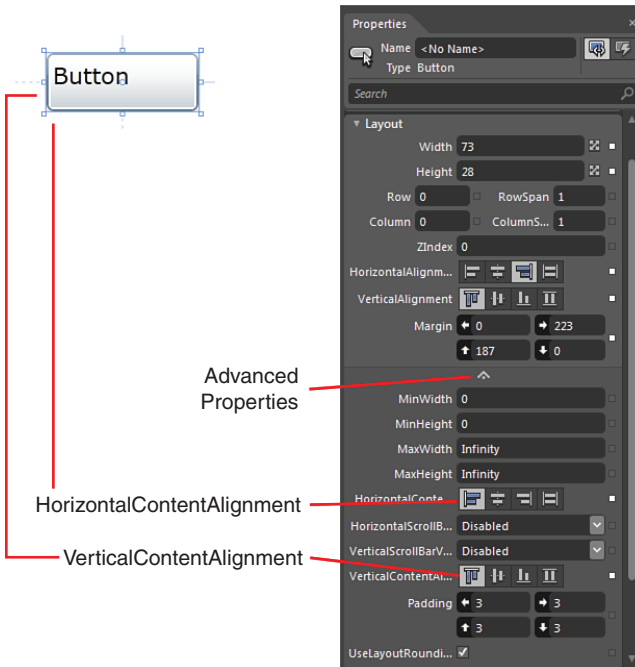 Button
Advanced
Properties
HorizontalContentAlignment
VerticalContentAlignment
Properties
Name <No Name>
Type Button
Search
Layout
Width 73
Height 28
Row 0 RowSpan 1
Column 0 ColumnS... 1
ZIndex 0
HorizontalAlignm...
VerticalAlignment
Margin 0 223
187 0
MinWidth 0
MinHeight 0
MaxWidth Infinity
MaxHeight Infinity
HorizontalConte...
HorizontalScrollB... Disabled
VerticalScrollBarV... Disabled
VerticalContentAl...
Padding 3 3
3 3
UseLayoutRoundi...